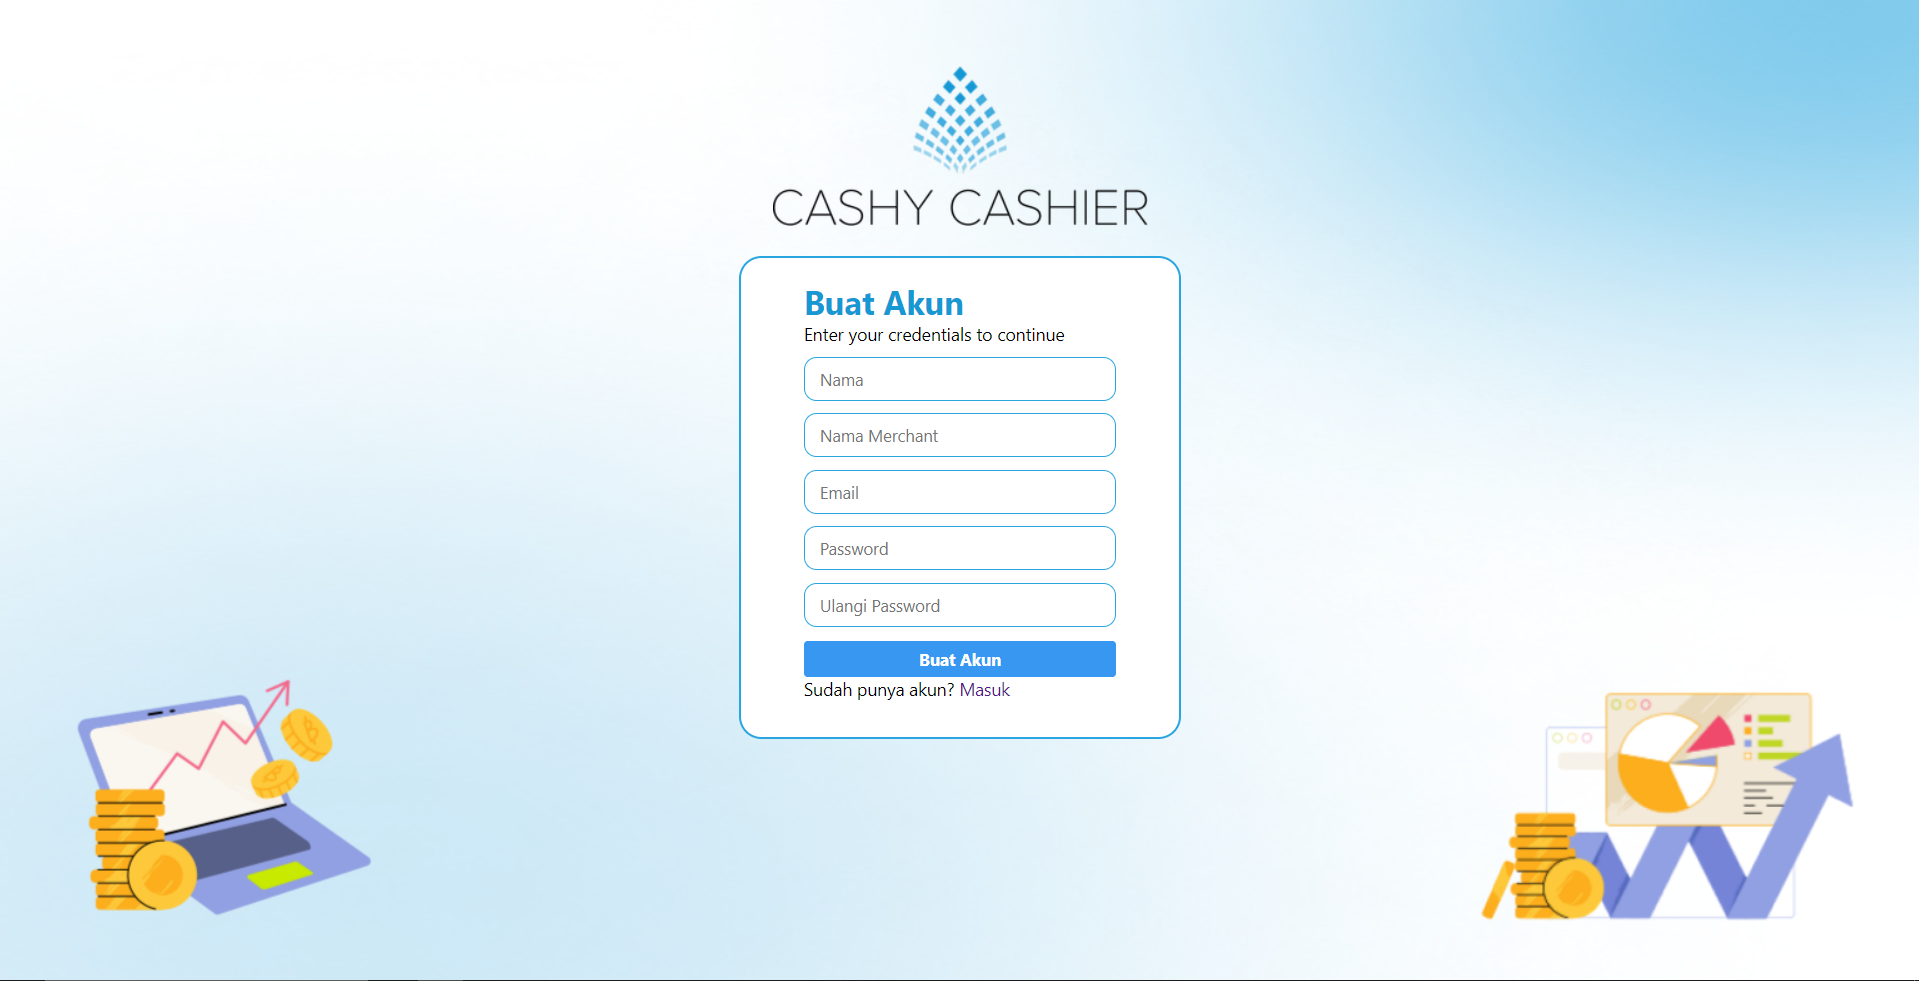 CASHY CASHIER
Buat Akun
Enter your credentials to continue
Nama
Nama Merchant
Email
Password
Ulangi Password
Buat Akun
Sudah punya akun? Masuk